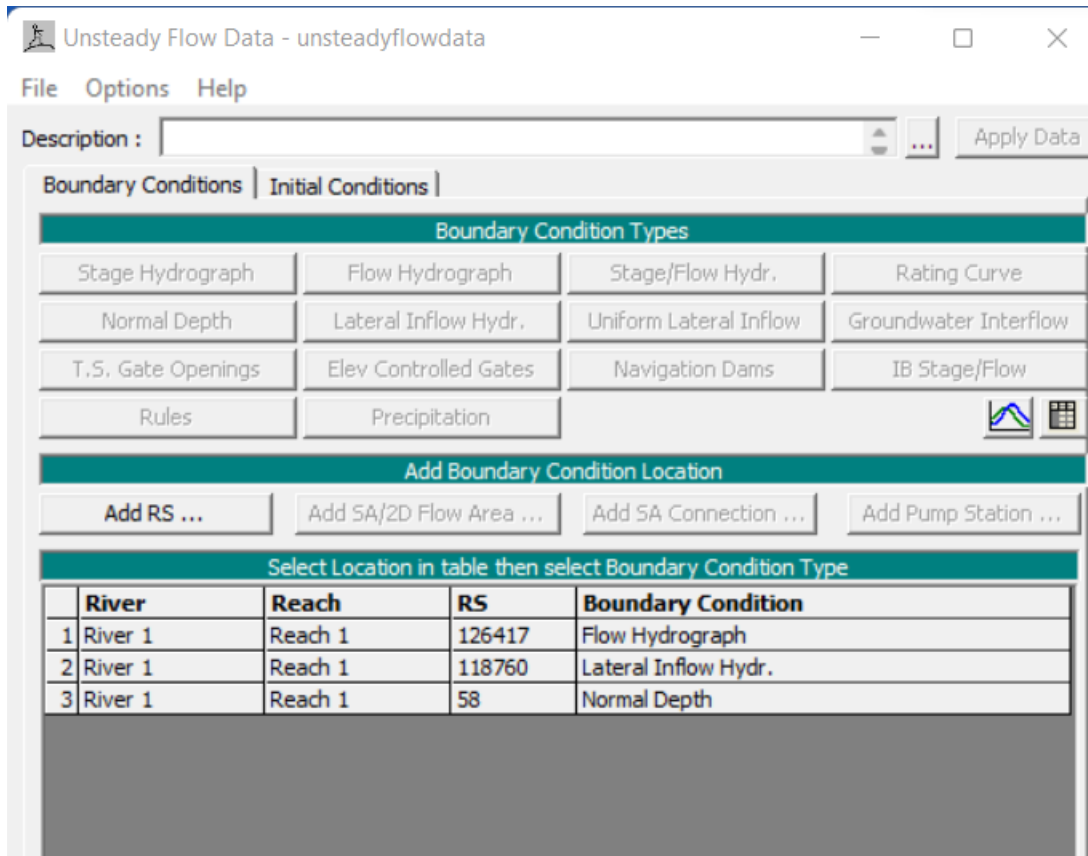 Unsteady Flow Data - unsteadyflowdata
File Options Help
Description : ... Apply Data
Boundary Conditions Initial Conditions
Boundary Condition Types
Stage Hydrograph Flow Hydrograph Stage/Flow Hydr. Rating Curve
Normal Depth Lateral Inflow Hydr. Uniform Lateral Inflow Groundwater Interflow
T.S. Gate Openings Elev Controlled Gates Navigation Dams IB Stage/Flow
Rules Precipitation
Add Boundary Condition Location
Add RS ... Add SA/2D Flow Area ... Add SA Connection ... Add Pump Station ...
Select Location in table then select Boundary Condition Type
River Reach RS Boundary Condition
1 River 1 Reach 1 126417 Flow Hydrograph
2 River 1 Reach 1 118760 Lateral Inflow Hydr.
3 River 1 Reach 1 58 Normal Depth